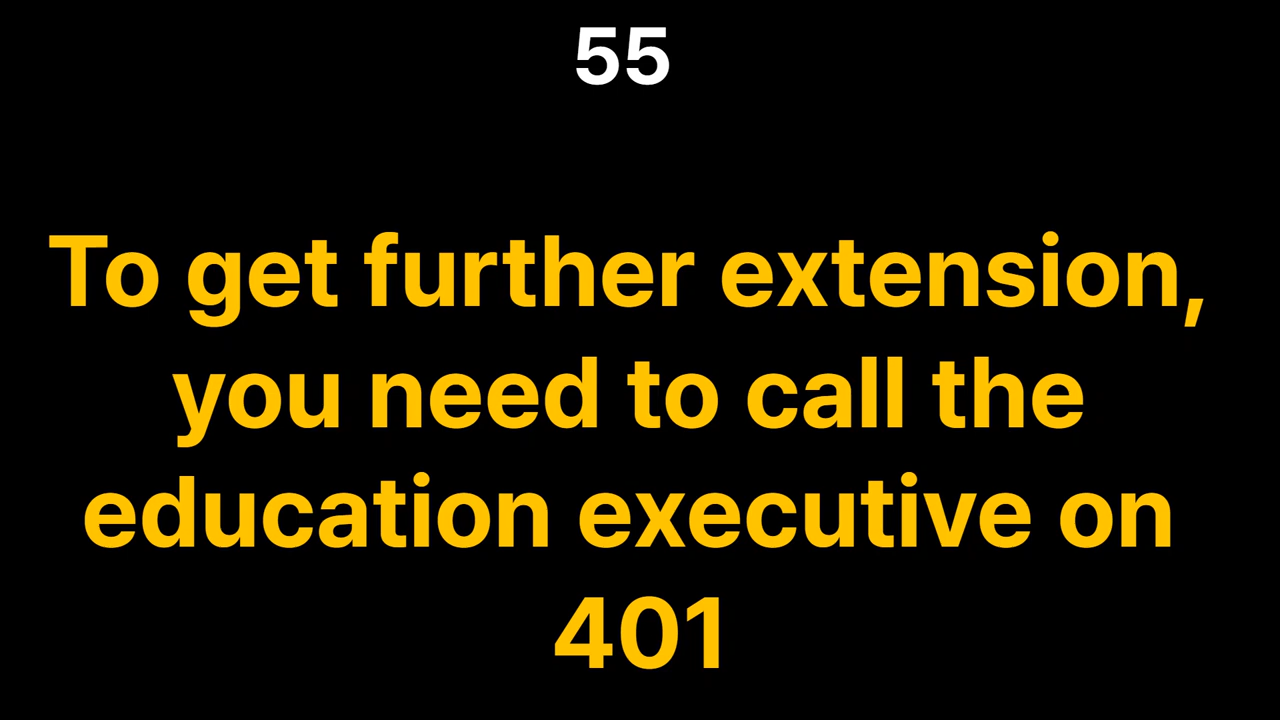 55
To get further extension,
you need to call the
education executive on
401